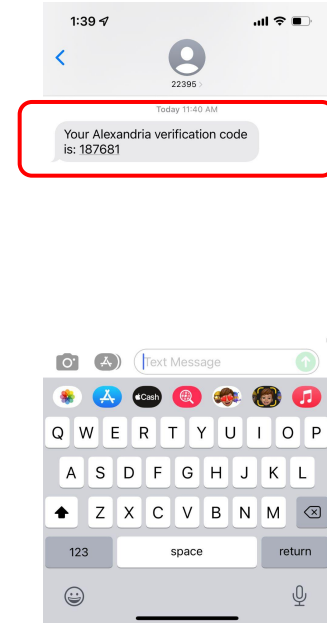 1:39
22395 >
Today 11:40 AM
Your Alexandria verification code
is: 187681
Text Message
Cash
Q W E R T Y U I O P
A S D F G H J K L
Z X C V B N M
123 space return